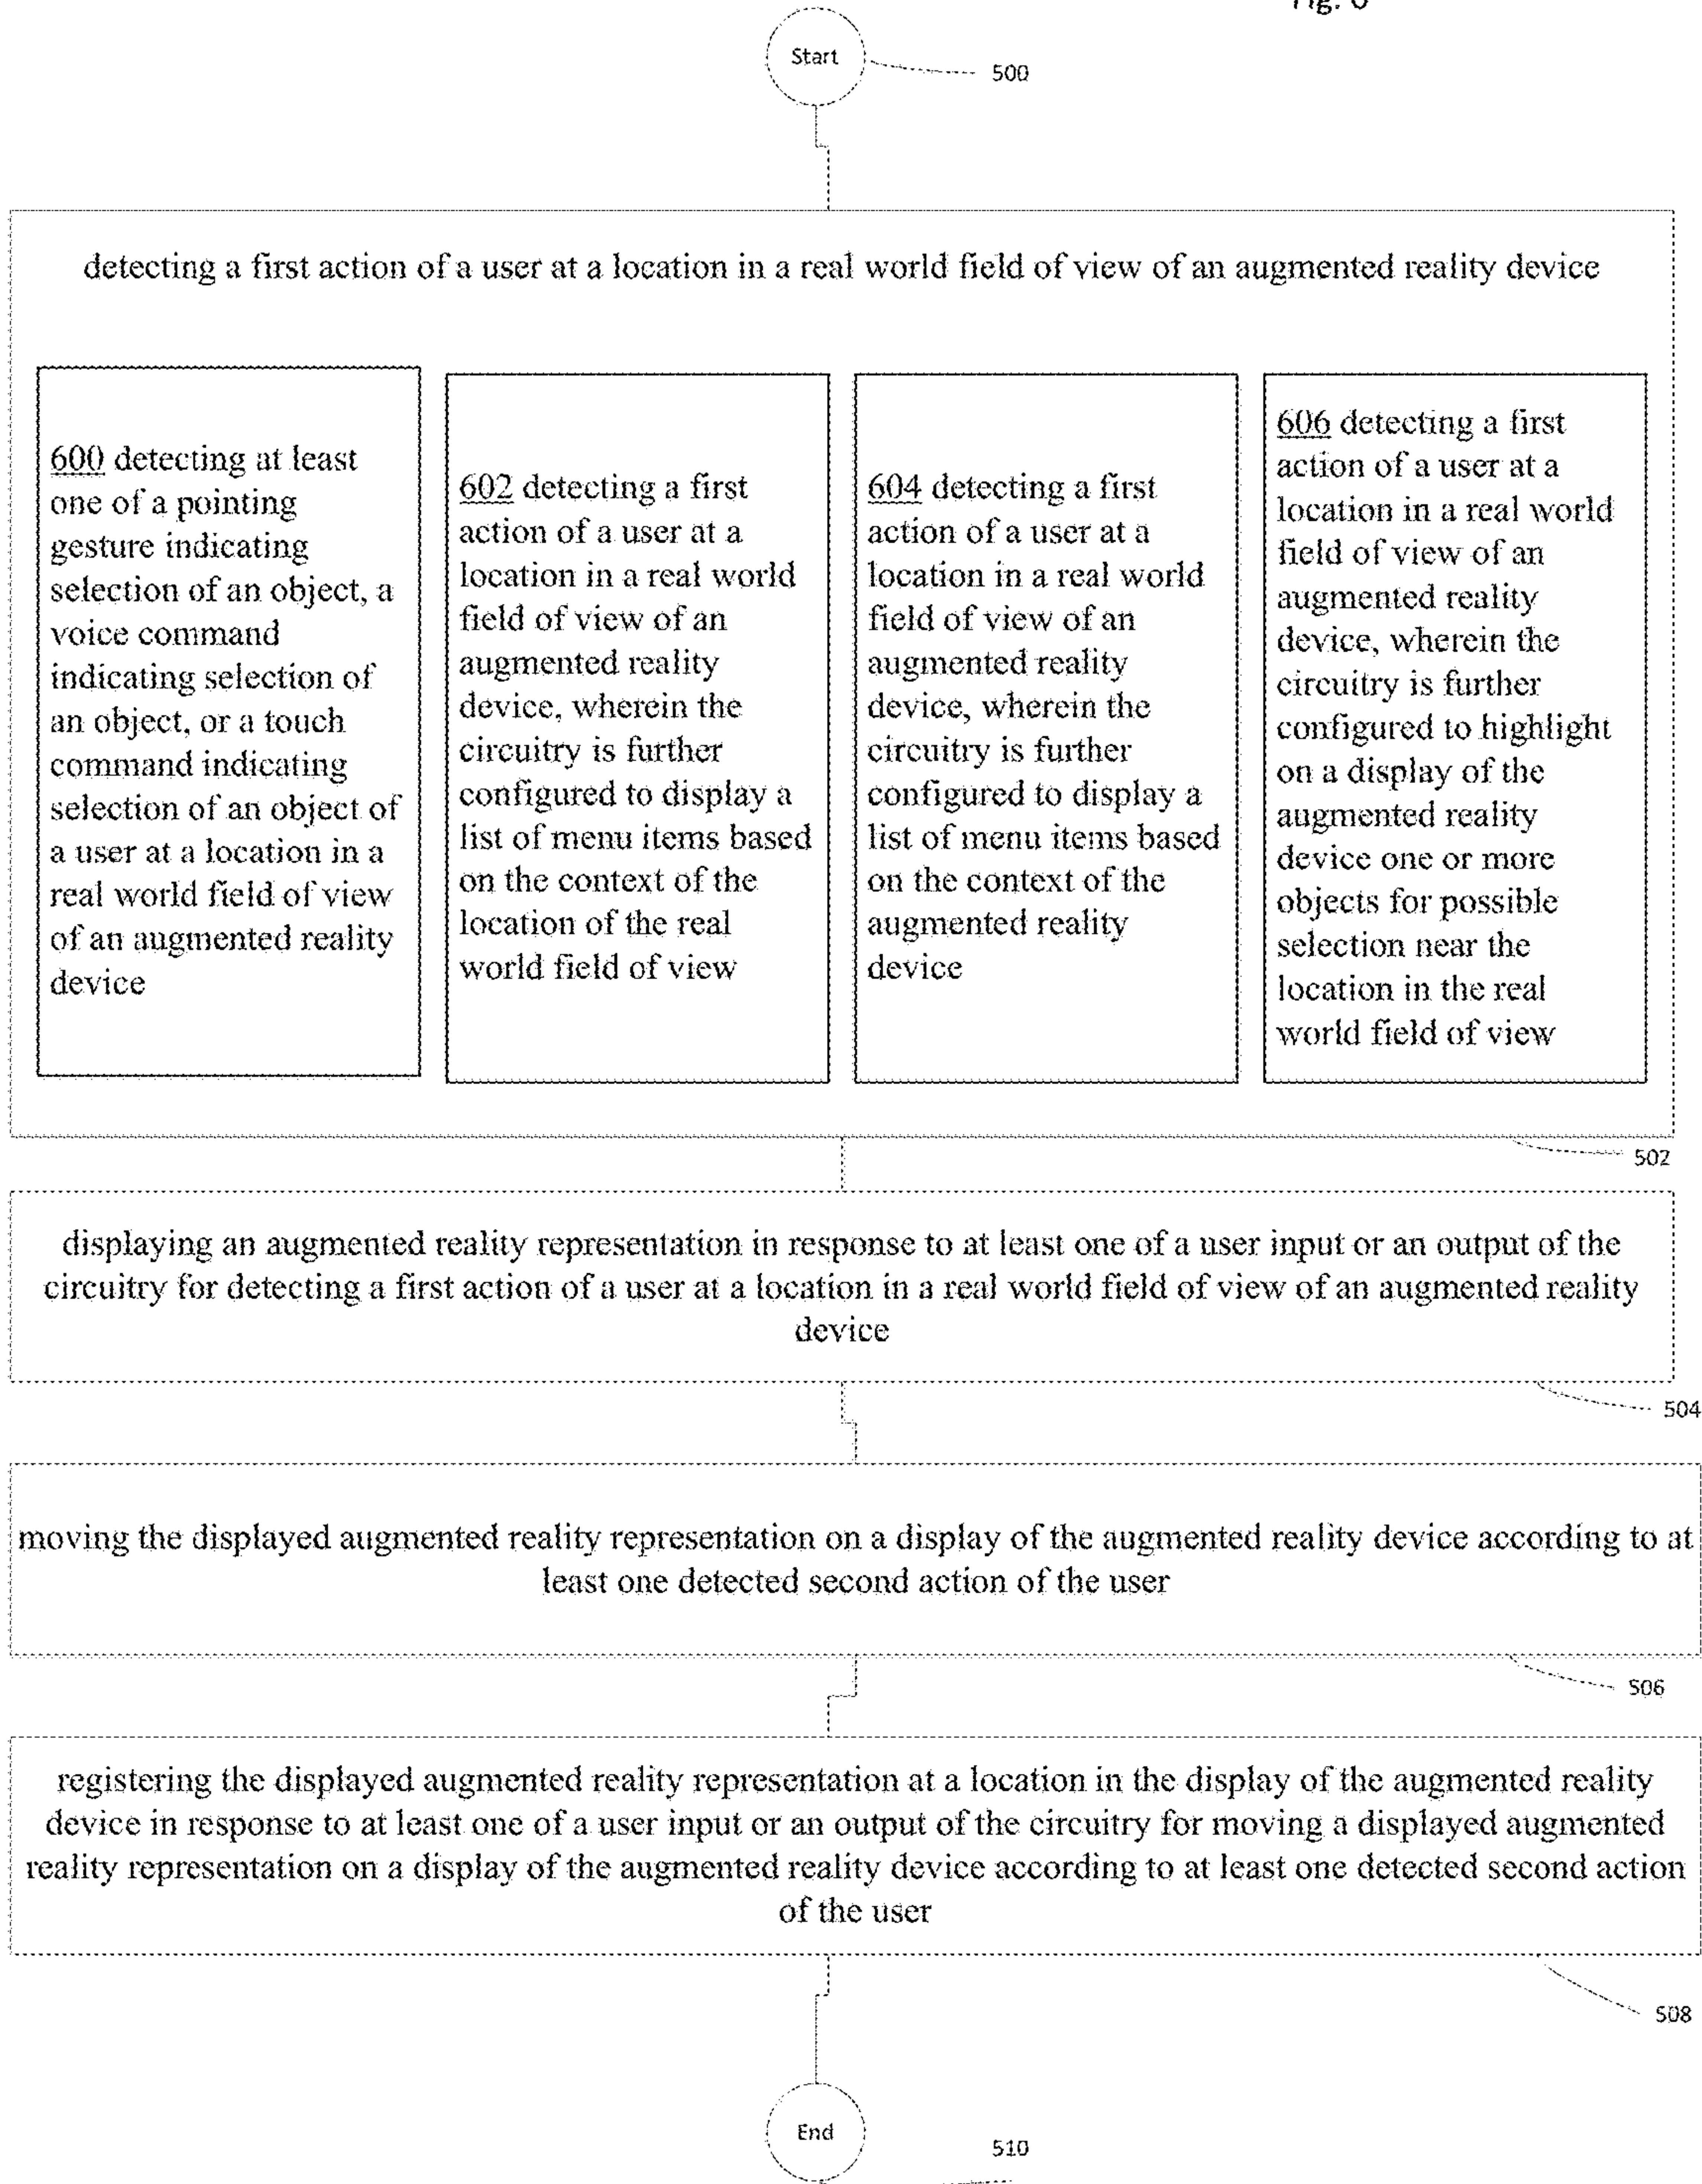 Fig. 6
Start
500
detecting a first action of a user at a location in a real world field of view of an augmented reality device
600 detecting at least
one of a pointing
gesture indicating
selection of an object, a
voice command
indicating selection of
an object, or a touch
command indicating
selection of an object of
a user at a location in a
real world field of view
of an augmented reality
device
602 detecting a first
action of a user at a
location in a real world
field of view of an
augmented reality
device, wherein the
circuitry is further
configured to display a
list of menu items based
on the context of the
location of the real
world field of view
604 detecting a first
action of a user at a
location in a real world
field of view of an
augmented reality
device, wherein the
circuitry is further
configured to display a
list of menu items based
on the context of the
augmented reality
device
606 detecting a first
action of a user at a
location in a real world
field of view of an
augmented reality
device, wherein the
circuitry is further
configured to highlight
on a display of the
augmented reality
device one or more
objects for possible
selection near the
location in the real
world field of view
502
displaying an augmented reality representation in response to at least one of a user input or an output of the
circuitry for detecting a first action of a user at a location in a real world field of view of an augmented reality
device
504
moving the displayed augmented reality representation on a display of the augmented reality device according to at
least one detected second action of the user
506
registering the displayed augmented reality representation at a location in the display of the augmented reality
device in response to at least one of a user input or an output of the circuitry for moving a displayed augmented
reality representation on a display of the augmented reality device according to at least one detected second action
of the user
508
End
510